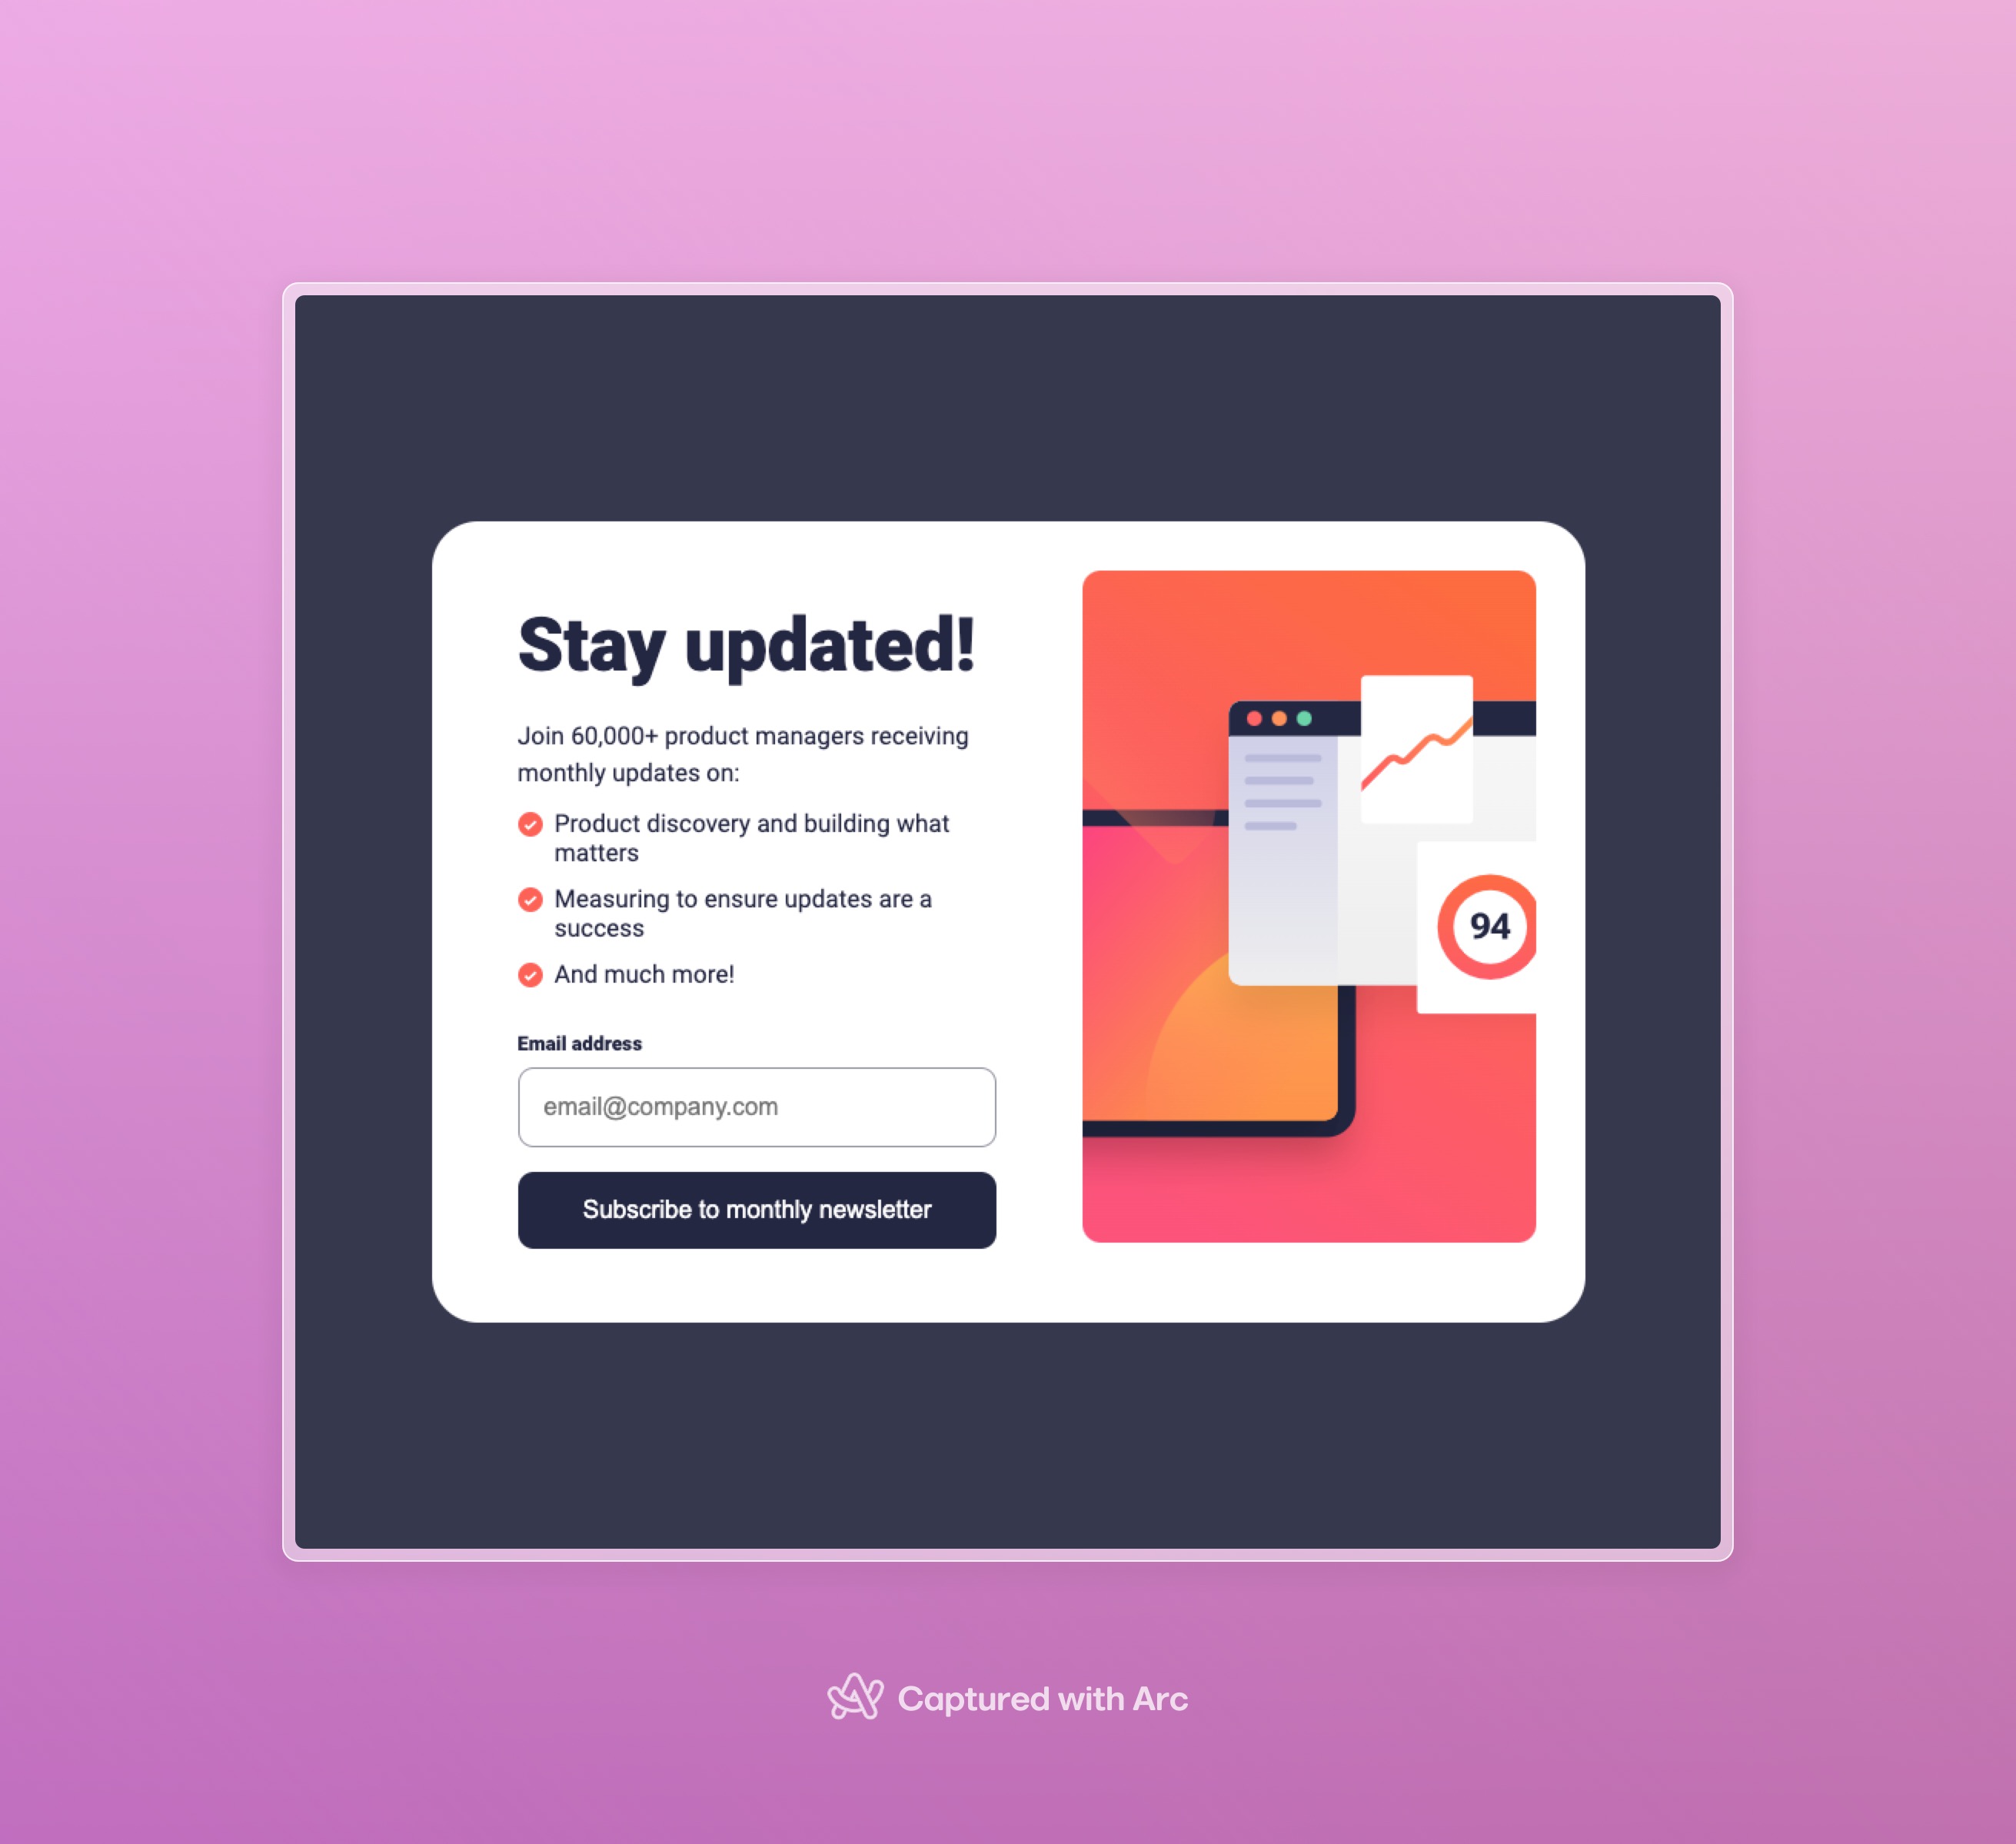 Stay updated!
Join 60,000+ product managers receiving
monthly updates on:
Product discovery and building what
matters
Measuring to ensure updates are a
success
And much more!
Email address
email@company.com
Subscribe to monthly newsletter
94
Captured with Arc